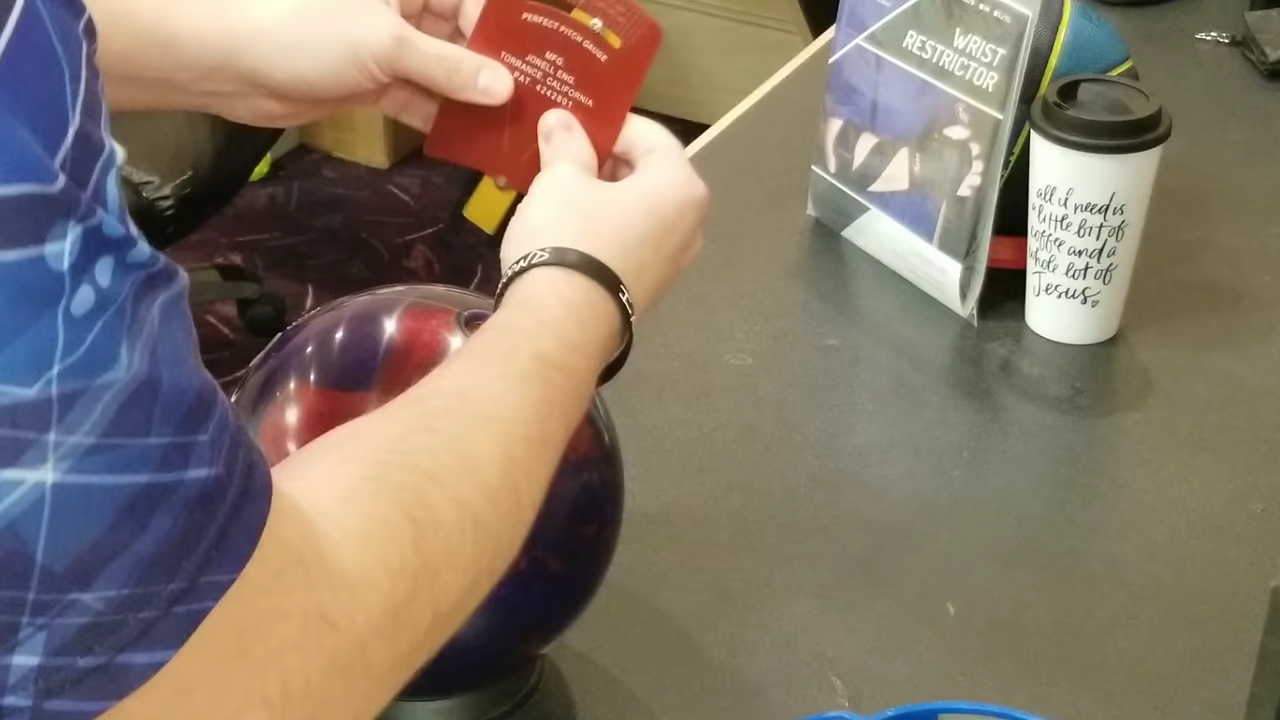 PERFECT PITCH GAUGE
MFG.
JONELL ENG.
TORRANCE, CALIFORNIA
PAT. 4242801
WRIST
RESTRICTOR
all I need is
a little bit of
coffee and a
whole lot of
Jesus